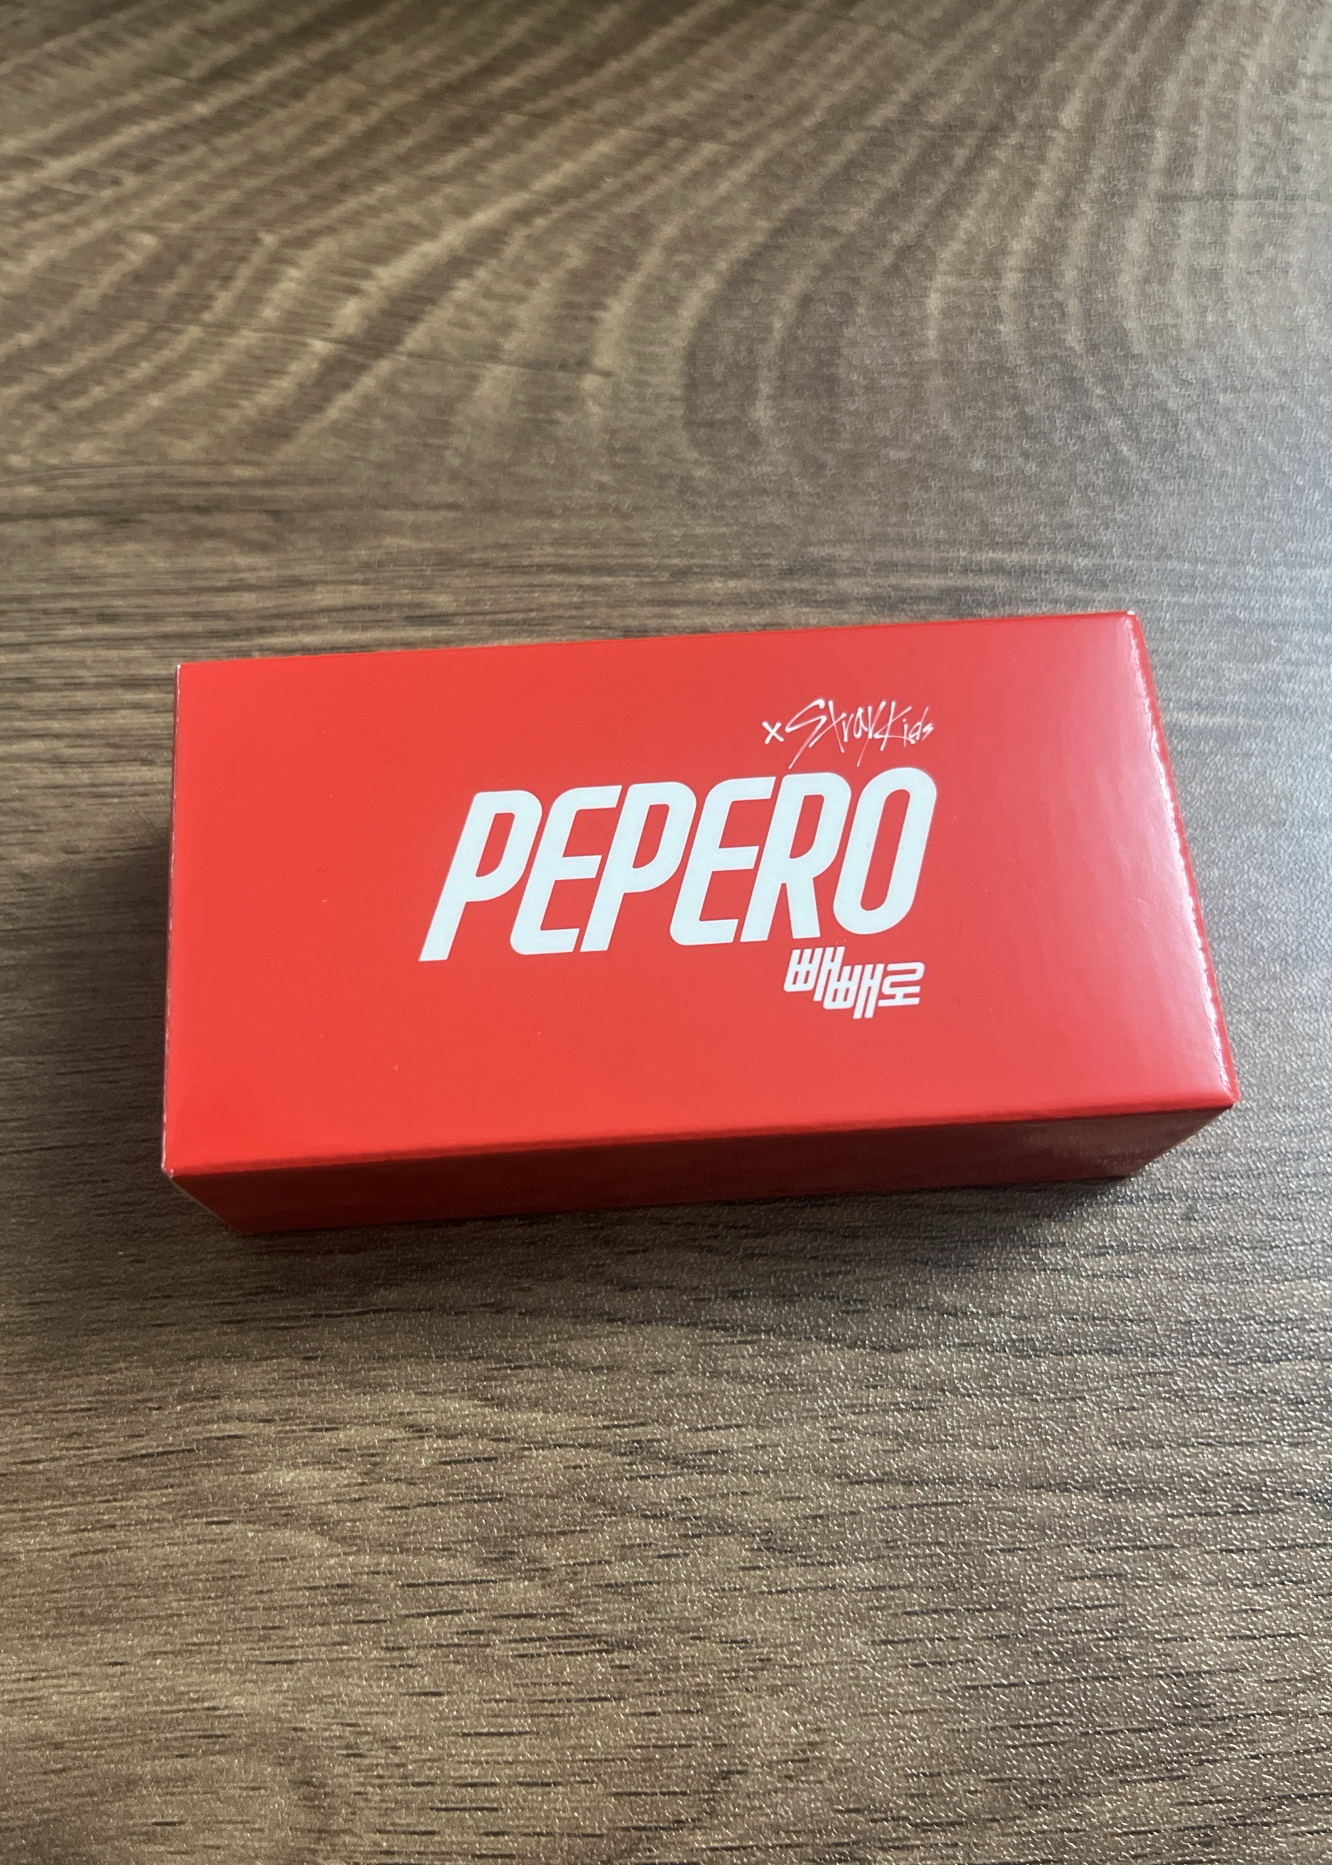 x Stray Kids
PEPERO
빼빼로